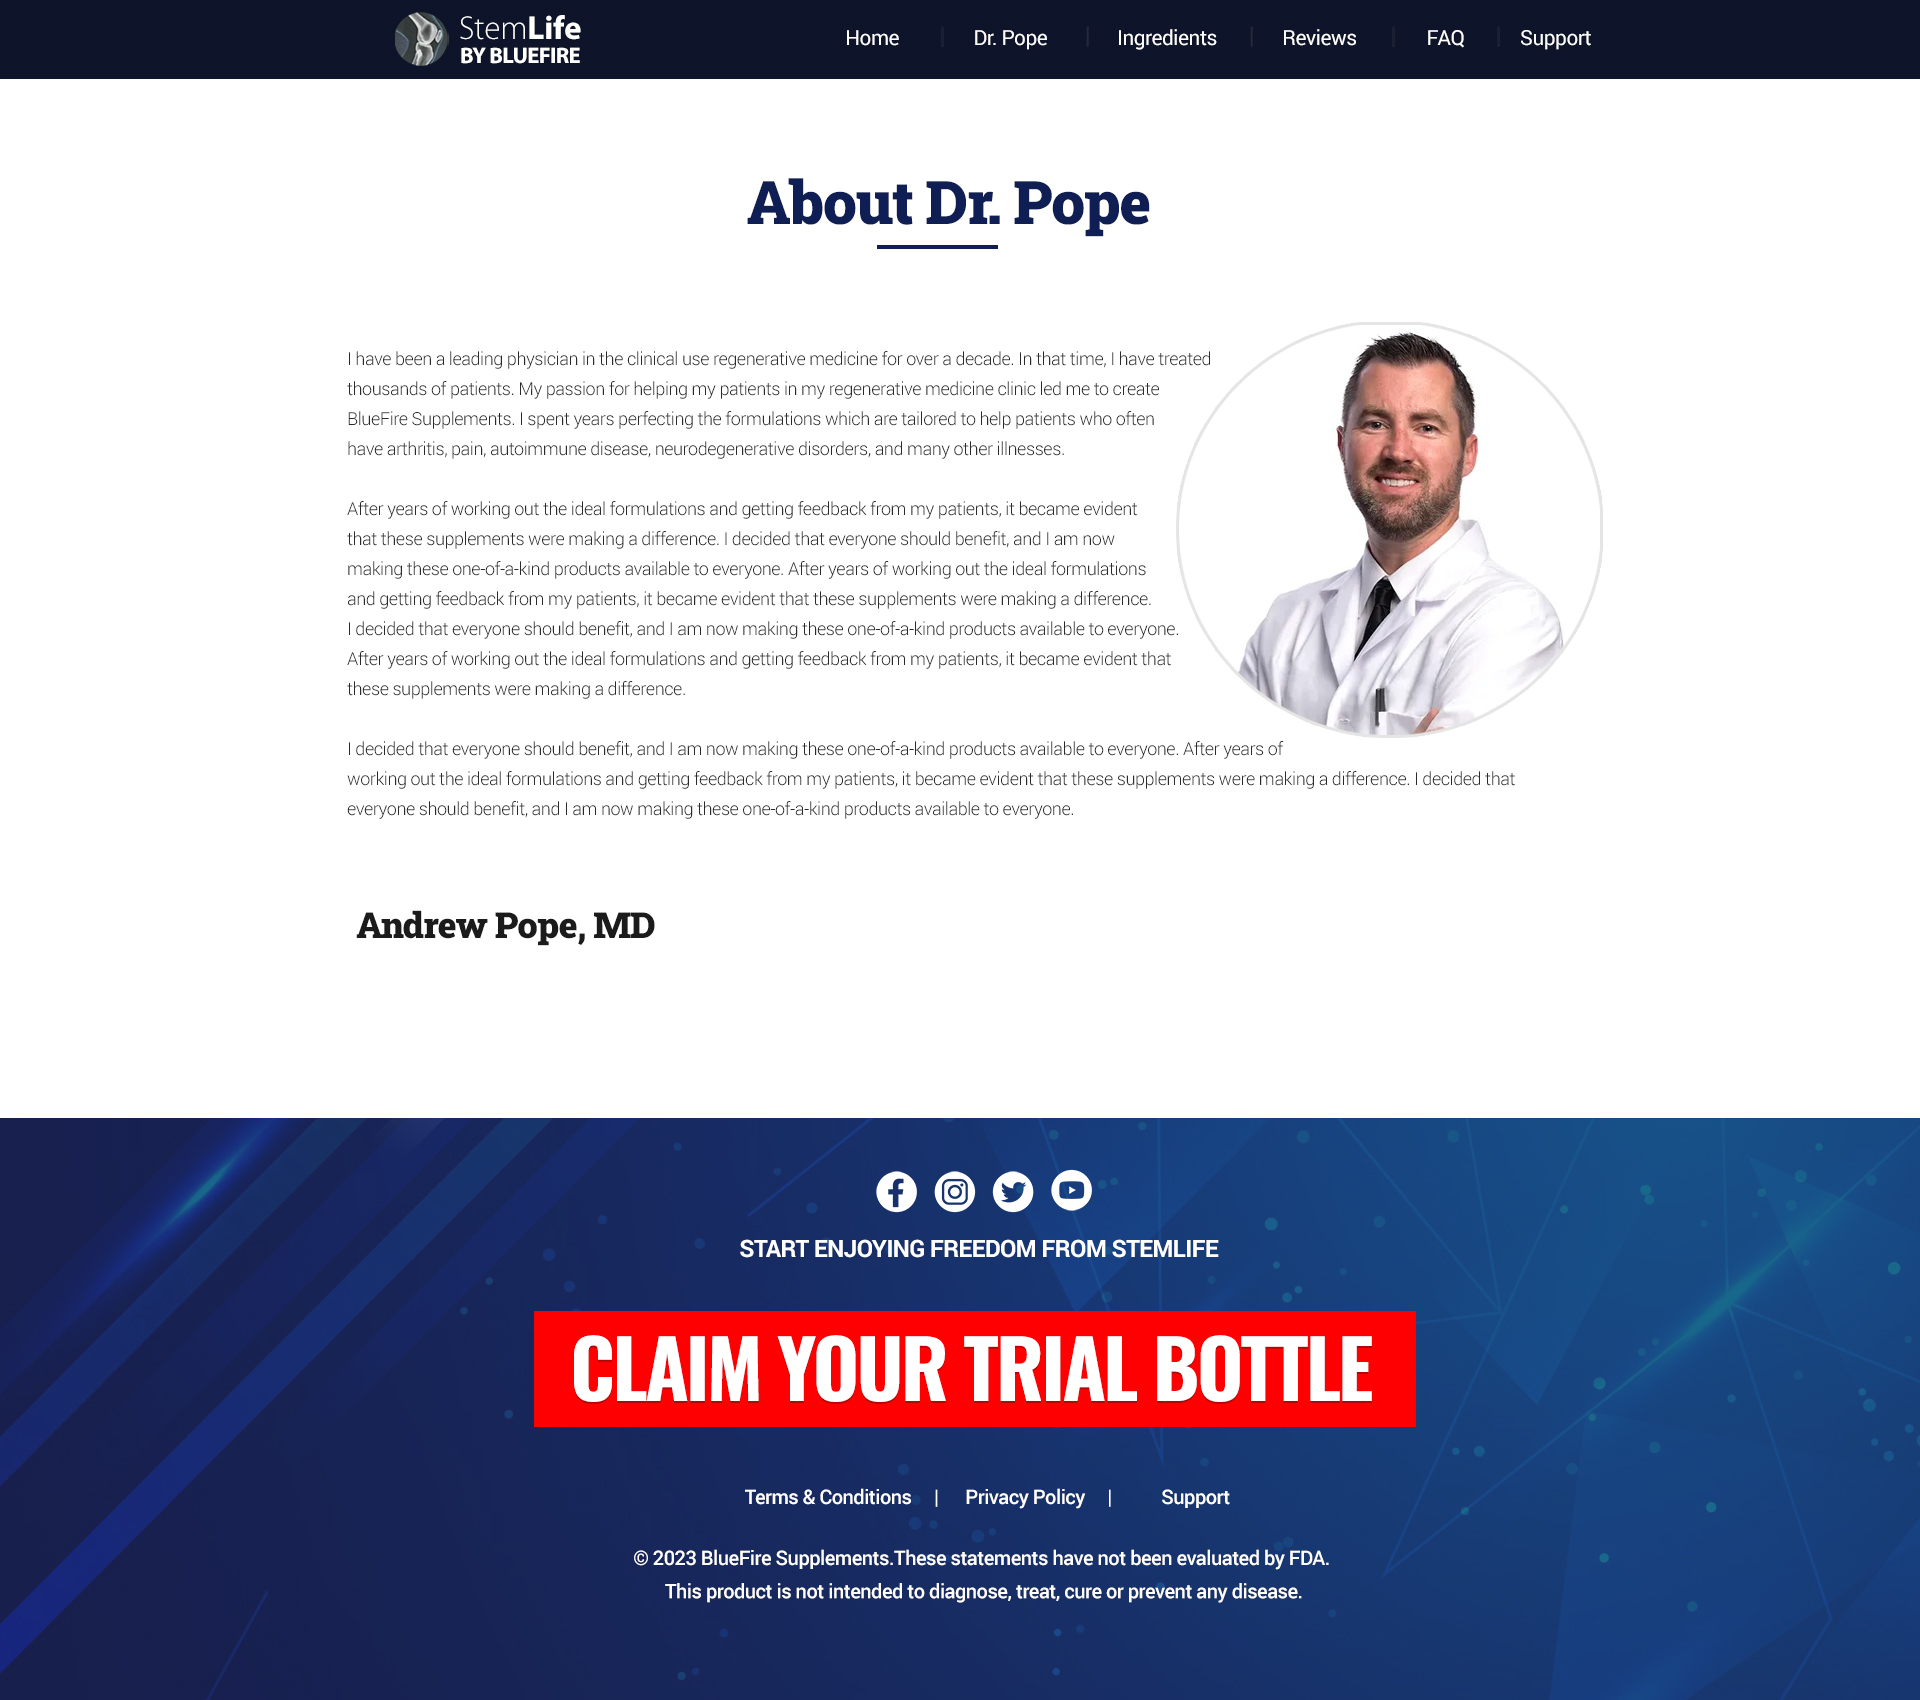 StemLife
BY BLUEFIRE
Home
Dr. Pope
Ingredients
Reviews
FAQ
Support
About Dr. Pope
I have been a leading physician in the clinical use regenerative medicine for over a decade. In that time, I have treated
thousands of patients. My passion for helping my patients in my regenerative medicine clinic led me to create
BlueFire Supplements. I spent years perfecting the formulations which are tailored to help patients who often
have arthritis, pain, autoimmune disease, neurodegenerative disorders, and many other illnesses.
After years of working out the ideal formulations and getting feedback from my patients, it became evident
that these supplements were making a difference. I decided that everyone should benefit, and I am now
making these one-of-a-kind products available to everyone. After years of working out the ideal formulations
and getting feedback from my patients, it became evident that these supplements were making a difference.
I decided that everyone should benefit, and I am now making these one-of-a-kind products available to everyone.
After years of working out the ideal formulations and getting feedback from my patients, it became evident that
these supplements were making a difference.
I decided that everyone should benefit, and I am now making these one-of-a-kind products available to everyone. After years of
working out the ideal formulations and getting feedback from my patients, it became evident that these supplements were making a difference. I decided that
everyone should benefit, and I am now making these one-of-a-kind products available to everyone.
Andrew Pope, MD
START ENJOYING FREEDOM FROM STEMLIFE
CLAIM YOUR TRIAL BOTTLE
Terms & Conditions | Privacy Policy | Support
© 2023 BlueFire Supplements.These statements have not been evaluated by FDA.
This product is not intended to diagnose, treat, cure or prevent any disease.